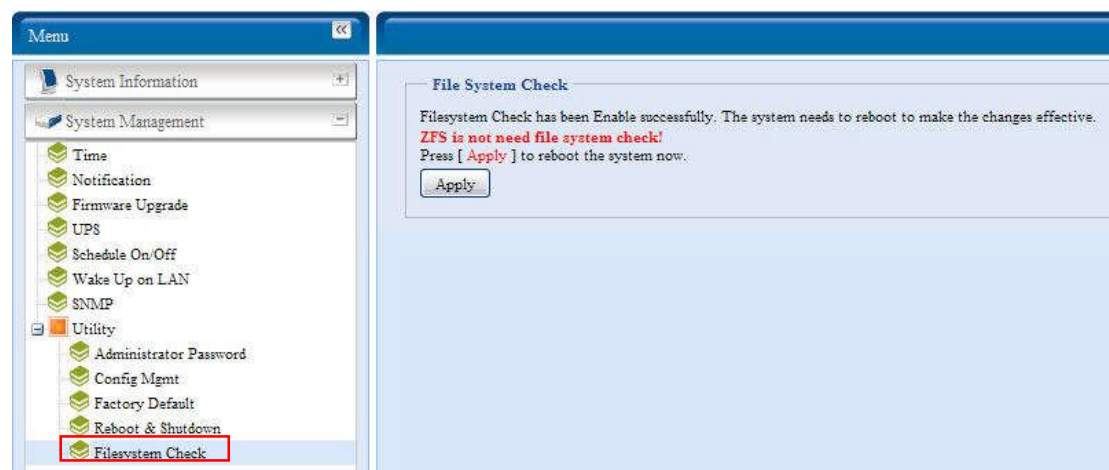 Menu
System Information
System Management
Time
Notification
Firmware Upgrade
UPS
Schedule On/Off
Wake Up on LAN
SNMP
Utility
Administrator Password
Config Mgmt
Factory Default
Reboot & Shutdown
Filesystem Check
File System Check
Filesystem Check has been Enable successfully. The system needs to reboot to make the changes effective.
ZFS is not need file system check!
Press [ Apply ] to reboot the system now.
Apply